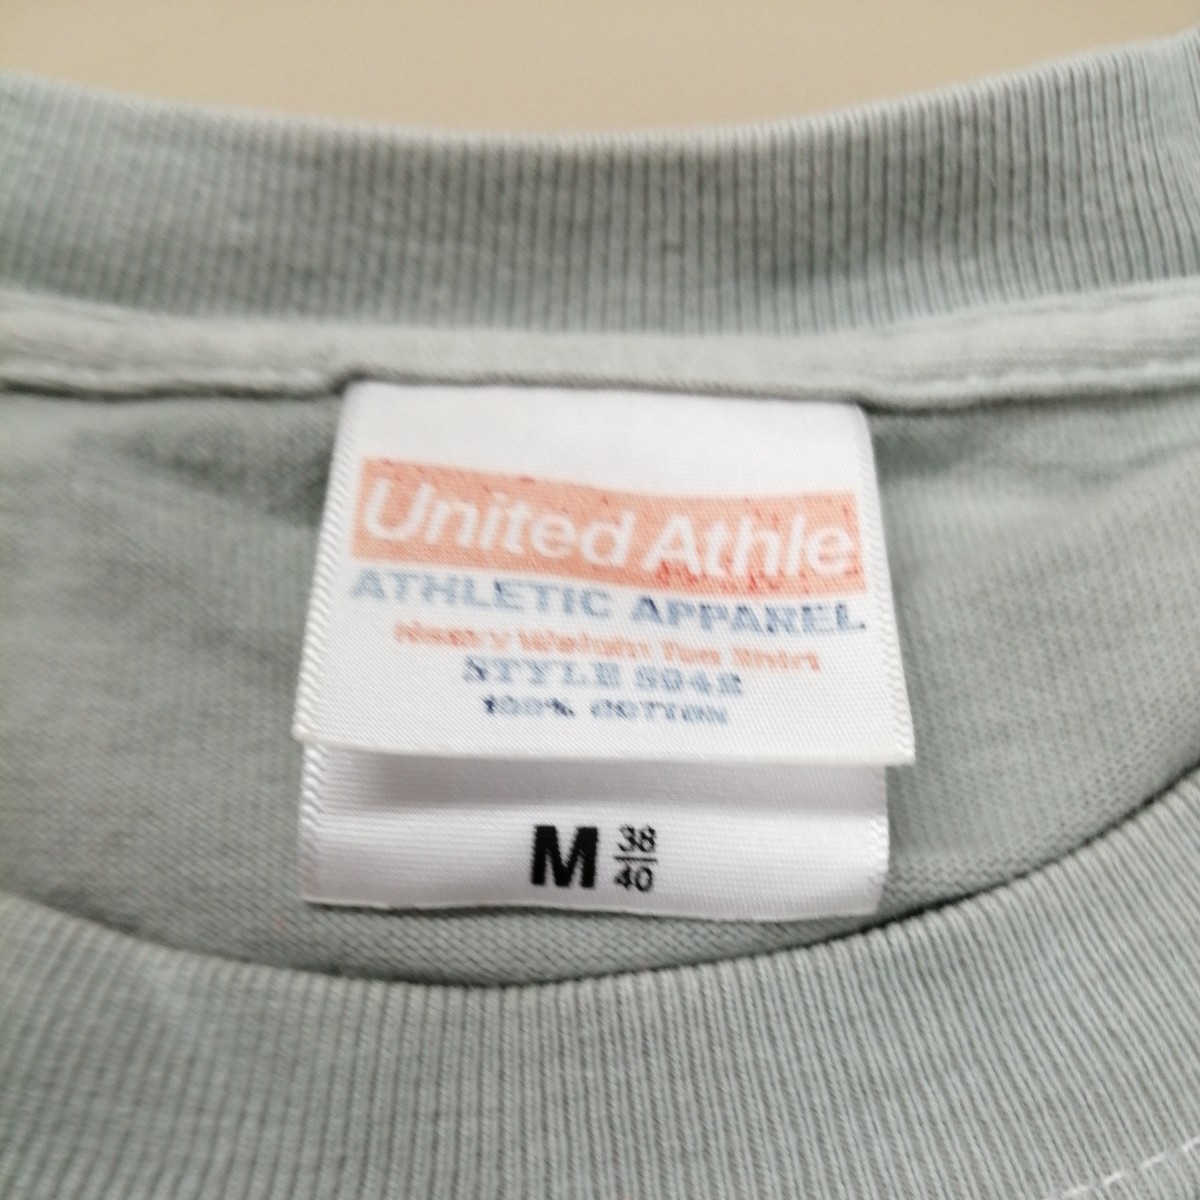 United Athle
ATHLETIC APPAREL
Heavy Weight Tee Shirt
STYLE 5942
100% COTTON
M 38
40